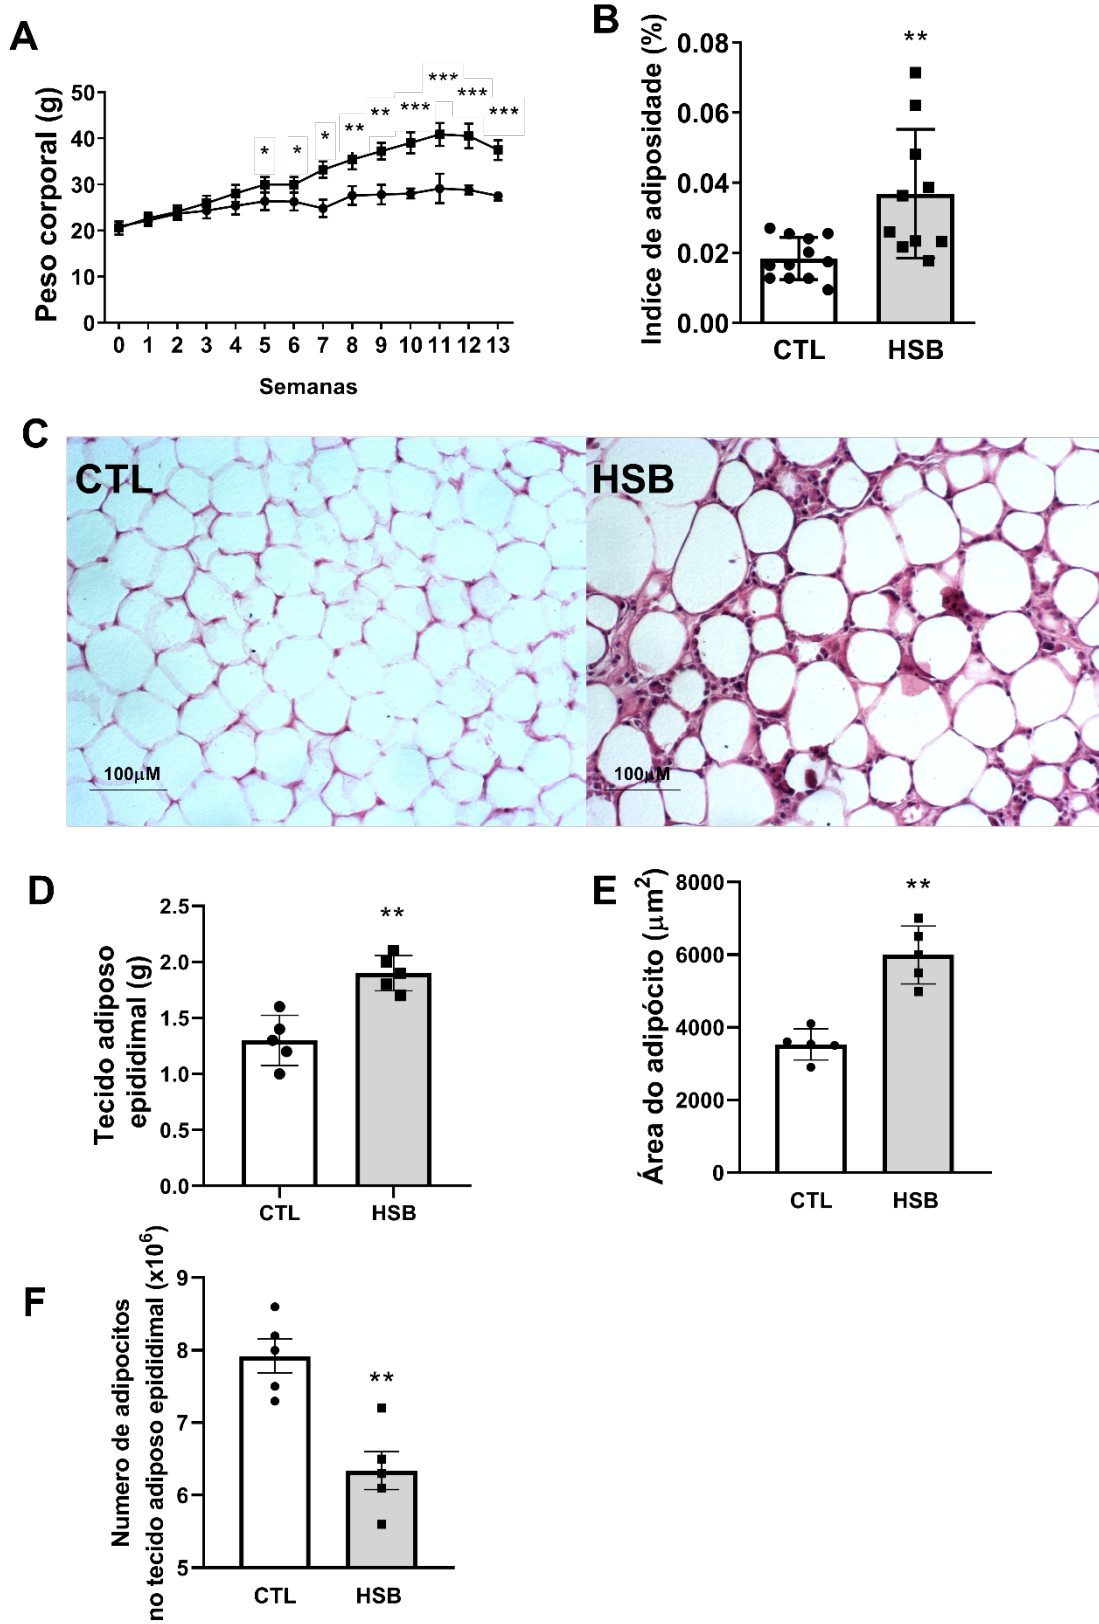 A
Peso corporal (g)
50
40
30
20
10
0
* * * ** ** *** *** *** ***
0 1 2 3 4 5 6 7 8 9 10 11 12 13
Semanas
B
Indíce de adiposidade (%)
0.08
0.06
0.04
0.02
0.00
**
CTL HSB
C
CTL
100µM
HSB
100µM
D
Tecido adiposo
epididimal (g)
2.5
2.0
1.5
1.0
0.5
0.0
**
CTL HSB
E
Área do adipócito (µm²)
8000
6000
4000
2000
0
**
CTL HSB
F
Numero de adipocitos
no tecido adiposo epididimal (x10⁶)
9
8
7
6
5
**
CTL HSB